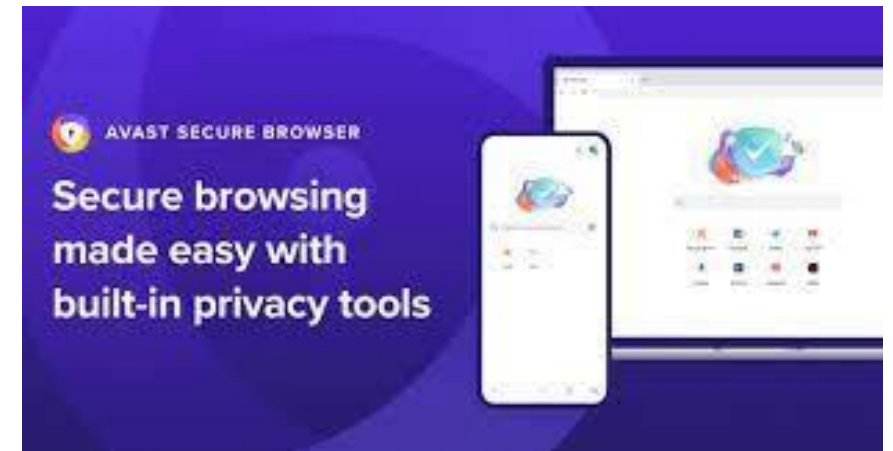 AVAST SECURE BROWSER
Secure browsing
made easy with
built-in privacy tools